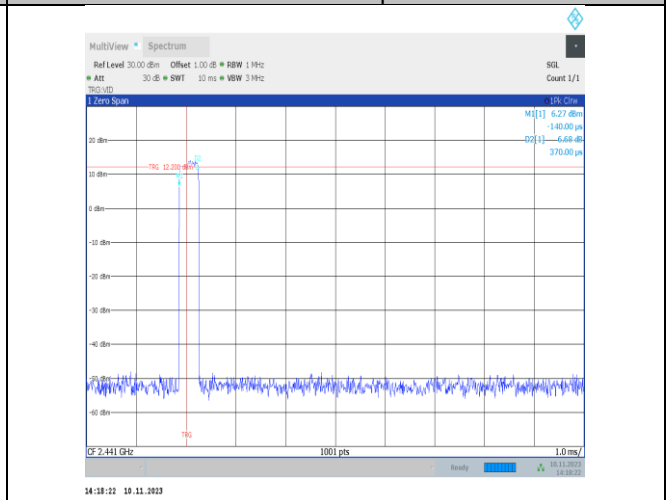 MultiView Spectrum
Ref Level 30.00 dBm Offset 1.00 dB RBW 1 MHz SGL
Att 30 dB SWT 10 ms VBW 3 MHz Count 1/1
TRG:VID
1 Zero Span 1Pk Clrw
M1[1] 6.27 dBm
-140.00 µs
D2[1] 6.68 dB
370.00 µs
20 dBm
TRG 12.200 dBm
10 dBm
0 dBm
-10 dBm
-20 dBm
-30 dBm
-40 dBm
-50 dBm
-60 dBm
TRG
CF 2.441 GHz 1001 pts 1.0 ms/
Ready 10.11.2023
14:18:22
14:18:22 10.11.2023